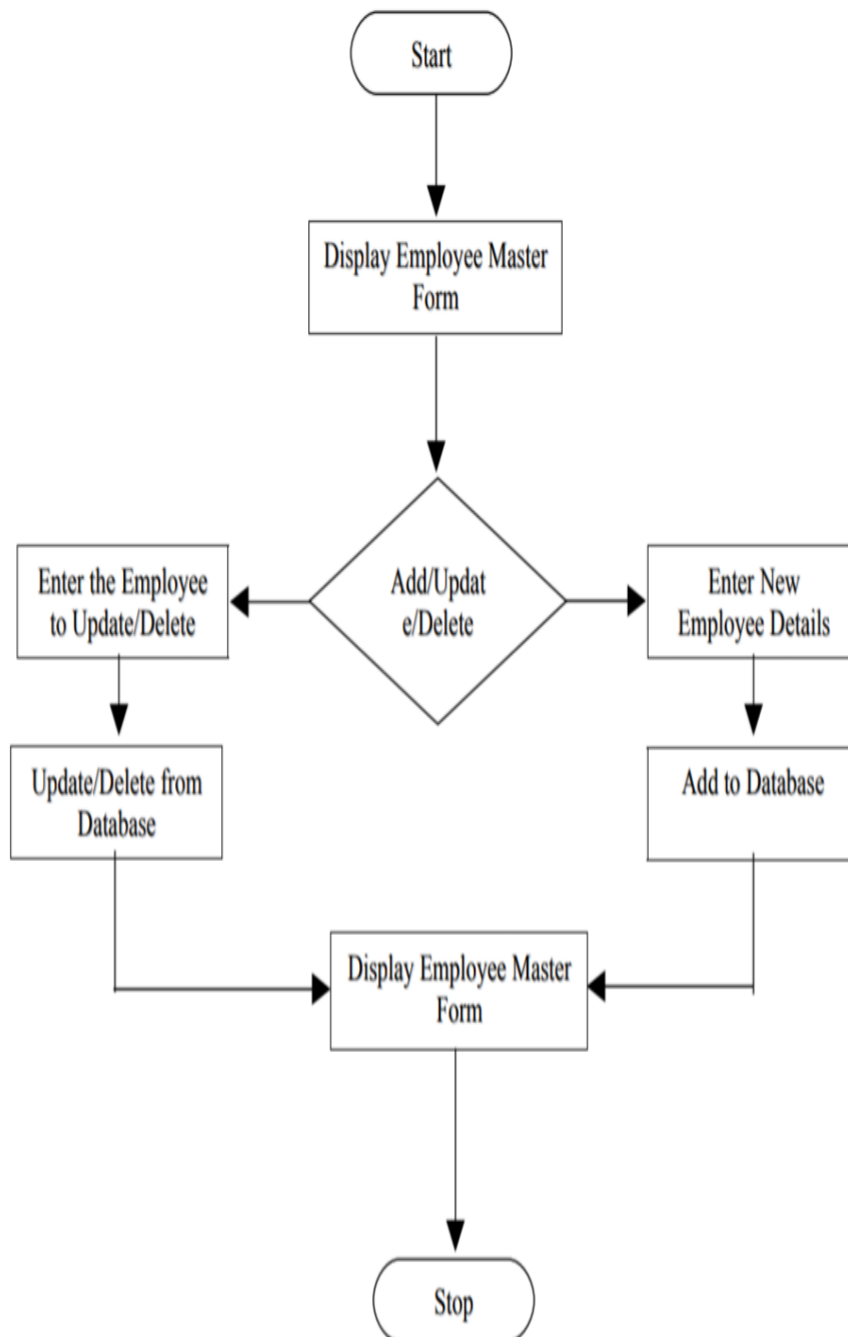 Start
Display Employee Master
Form
Add/Updat
e/Delete
Enter the Employee
to Update/Delete
Enter New
Employee Details
Update/Delete from
Database
Add to Database
Display Employee Master
Form
Stop